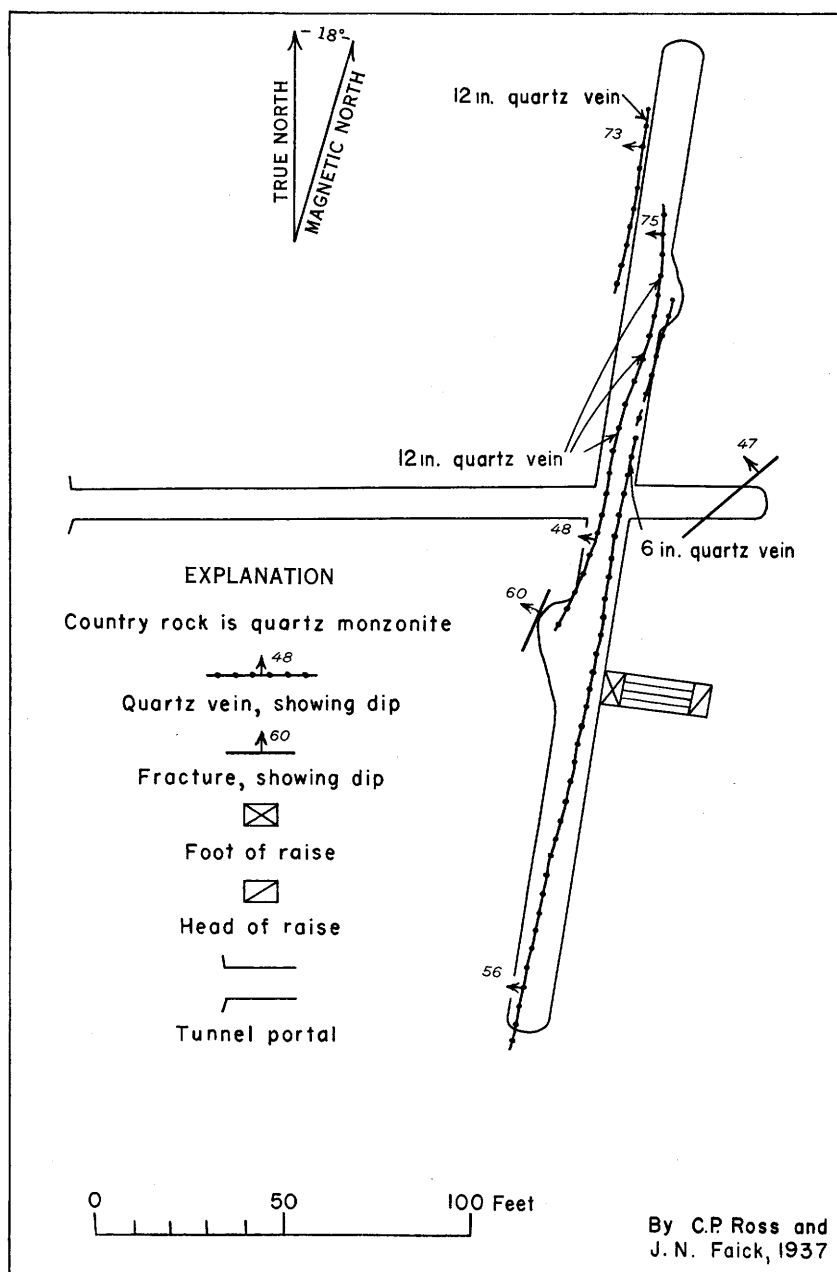 18°
TRUE NORTH
MAGNETIC NORTH
12 in. quartz vein
73
75
12 in. quartz vein
47
48
6 in. quartz vein
60
EXPLANATION
Country rock is quartz monzonite
48
Quartz vein, showing dip
60
Fracture, showing dip
Foot of raise
Head of raise
56
Tunnel portal
0 50 100 Feet
By C.P. Ross and
J. N. Faick, 1937